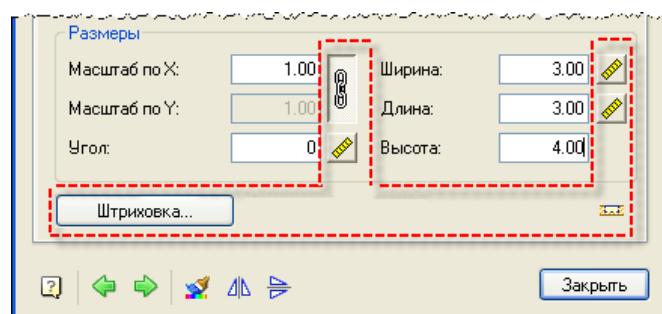 Размеры
Масштаб по X: 1.00 Ширина: 3.00
Масштаб по Y: 1.00 Длина: 3.00
Угол: 0 Высота: 4.00
Штриховка...
? Закрыть